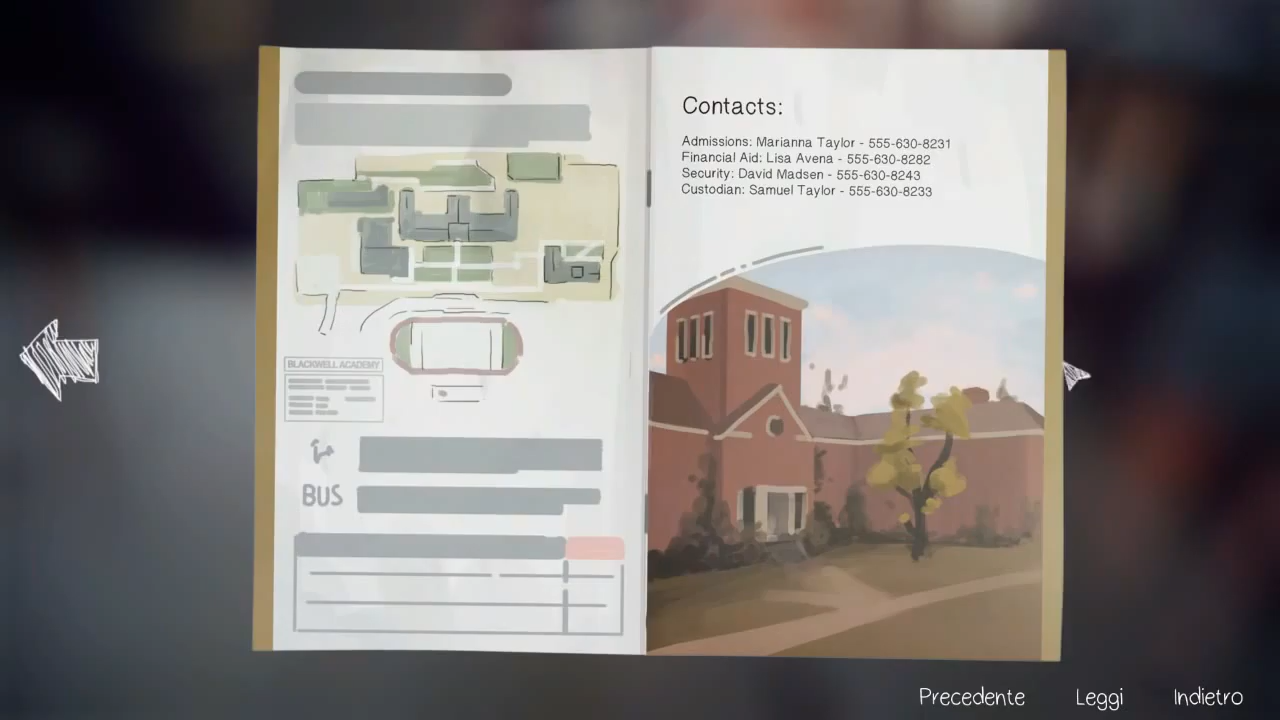 BLACKWELL ACADEMY
BUS
Contacts:
Admissions: Marianna Taylor - 555-630-8231
Financial Aid: Lisa Avena - 555-630-8282
Security: David Madsen - 555-630-8243
Custodian: Samuel Taylor - 555-630-8233
Precedente Leggi Indietro